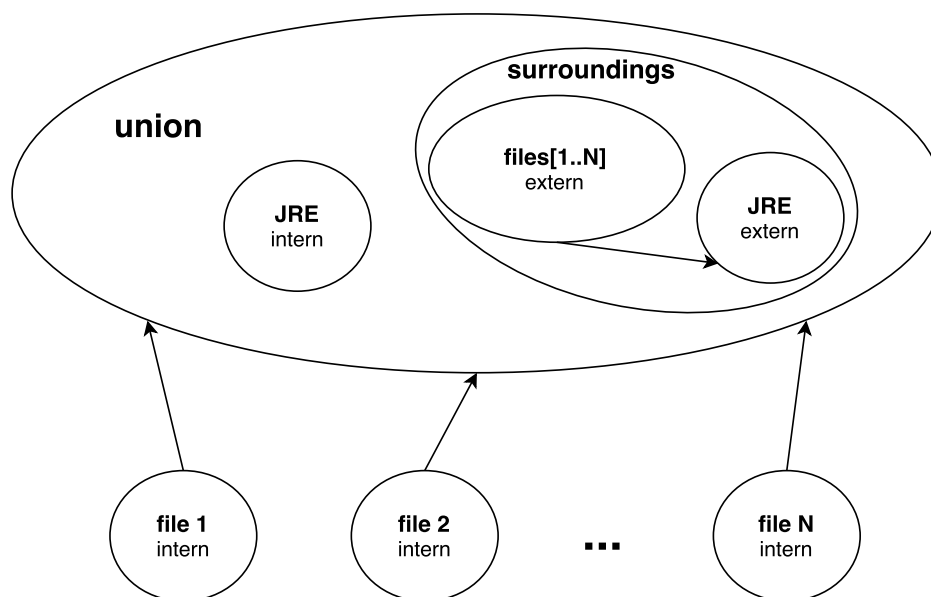 surroundings
union
files[1..N]
extern
JRE
intern
JRE
extern
file 1
intern
file 2
intern
...
file N
intern